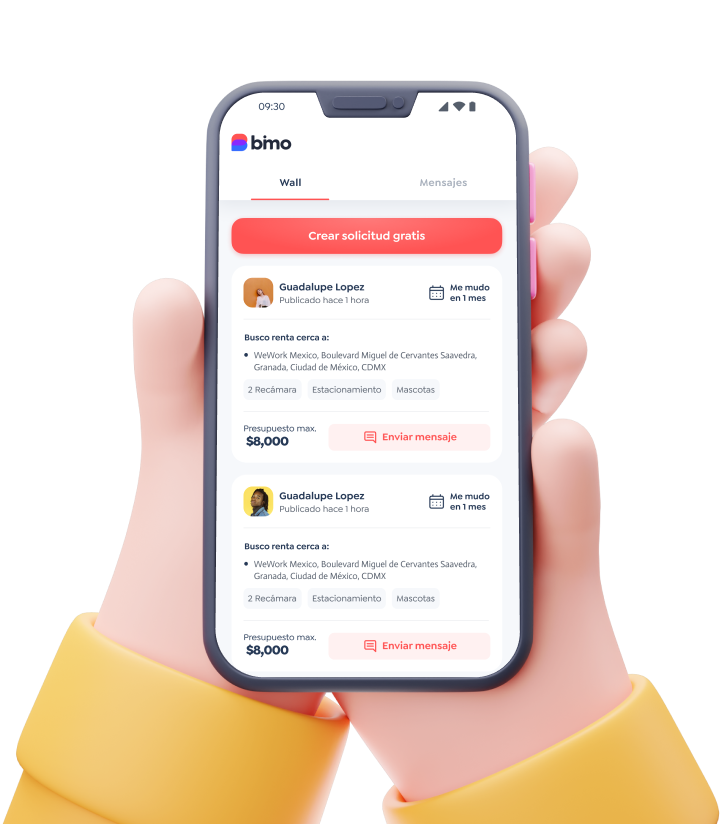 09:30
bimo
Wall
Mensajes
Crear solicitud gratis
Guadalupe Lopez
Publicado hace 1 hora
Me mudo
en 1 mes
Busco renta cerca a:
• WeWork Mexico, Boulevard Miguel de Cervantes Saavedra,
Granada, Ciudad de México, CDMX
2 Recámara
Estacionamiento
Mascotas
Presupuesto max.
$8,000
Enviar mensaje
Guadalupe Lopez
Publicado hace 1 hora
Me mudo
en 1 mes
Busco renta cerca a:
• WeWork Mexico, Boulevard Miguel de Cervantes Saavedra,
Granada, Ciudad de México, CDMX
2 Recámara
Estacionamiento
Mascotas
Presupuesto max.
$8,000
Enviar mensaje